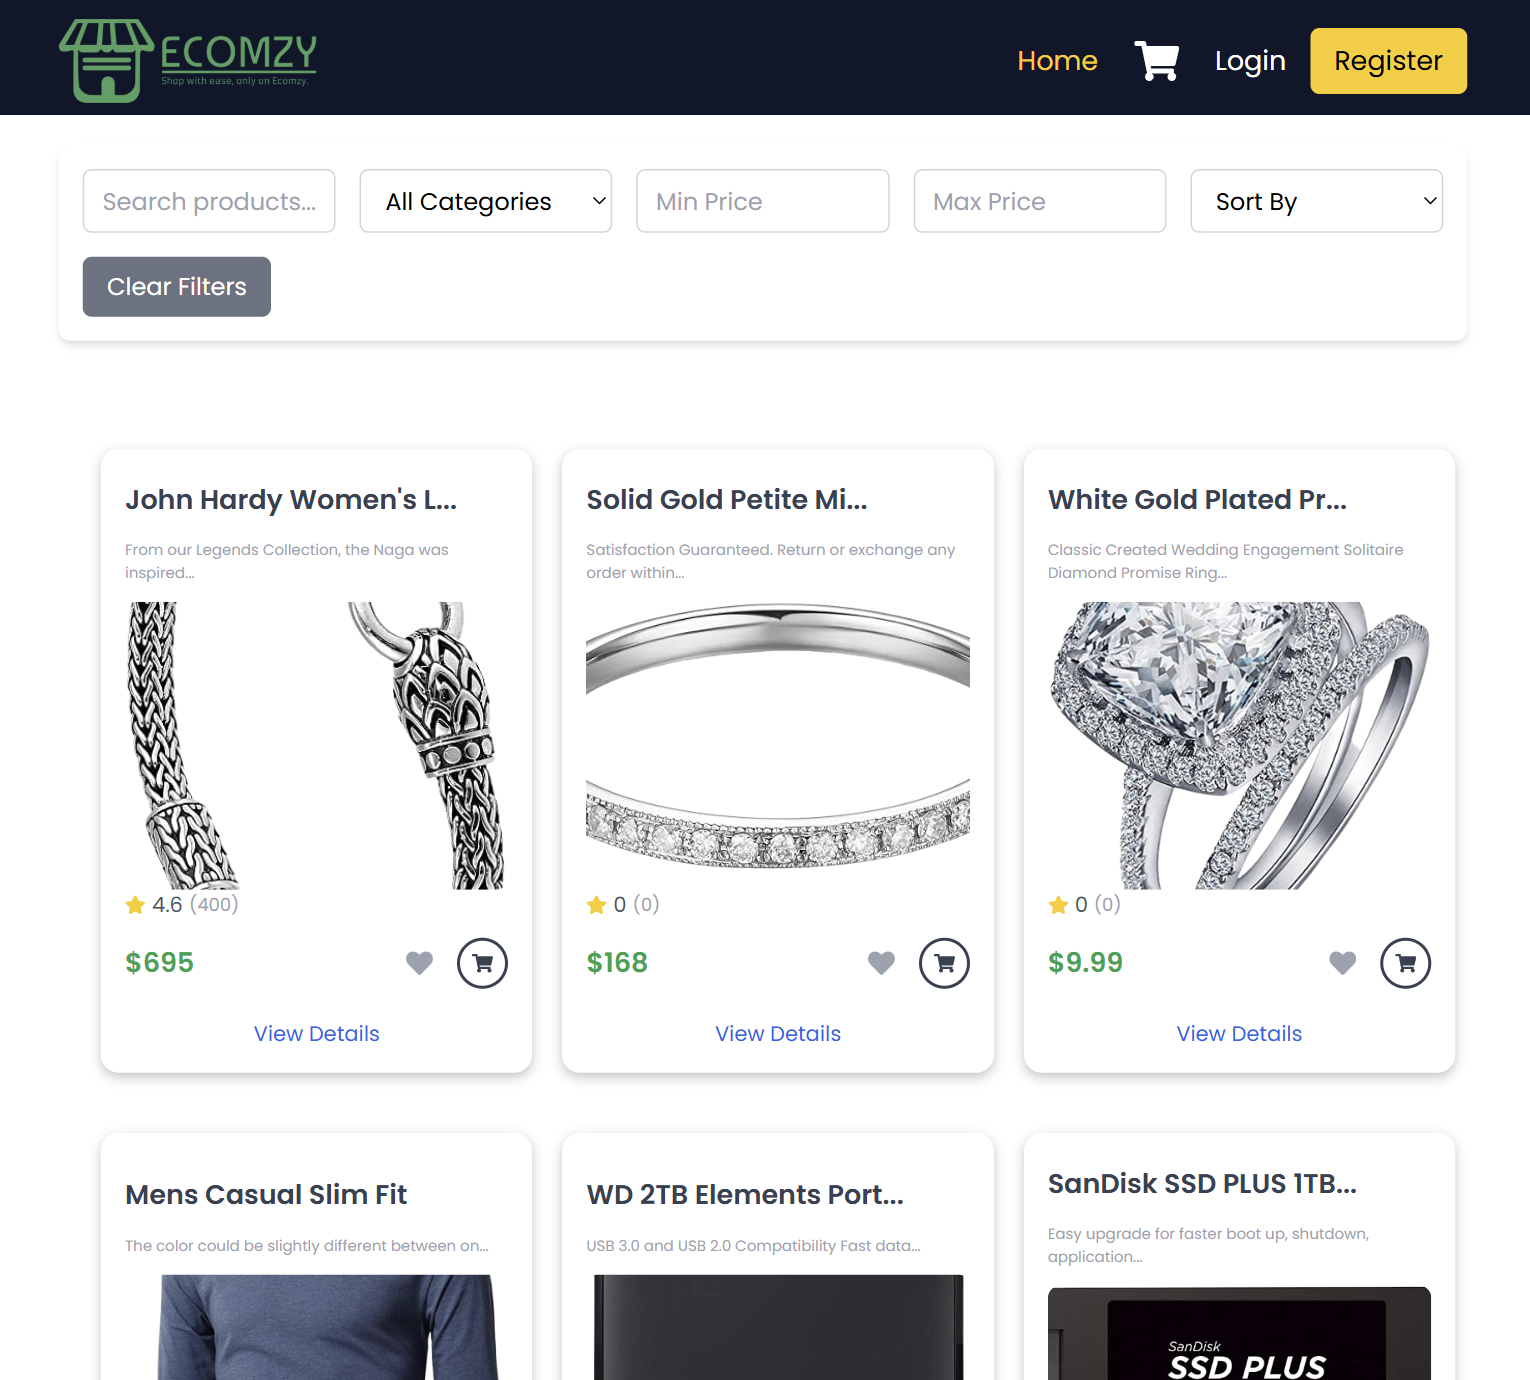 ECOMZY
Shop with ease, only on Ecomzy.
Home
Login
Register
Search products...
All Categories
Min Price
Max Price
Sort By
Clear Filters
John Hardy Women's L...
From our Legends Collection, the Naga was
inspired...
4.6 (400)
$695
View Details
Solid Gold Petite Mi...
Satisfaction Guaranteed. Return or exchange any
order within...
0 (0)
$168
View Details
White Gold Plated Pr...
Classic Created Wedding Engagement Solitaire
Diamond Promise Ring...
0 (0)
$9.99
View Details
Mens Casual Slim Fit
The color could be slightly different between on...
WD 2TB Elements Port...
USB 3.0 and USB 2.0 Compatibility Fast data...
SanDisk SSD PLUS 1TB...
Easy upgrade for faster boot up, shutdown,
application...
SanDisk
SSD PLUS